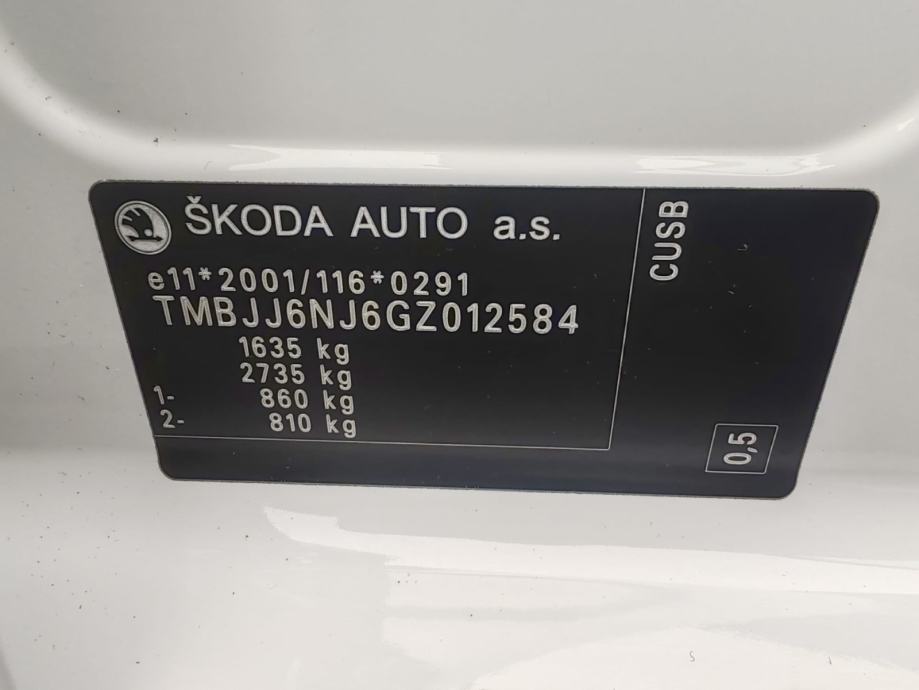 ŠKODA AUTO a.s.
e11*2001/116*0291
TMBJJ6NJ6GZ012584
1635 kg
2735 kg
1- 860 kg
2- 810 kg
CUSB
0,5